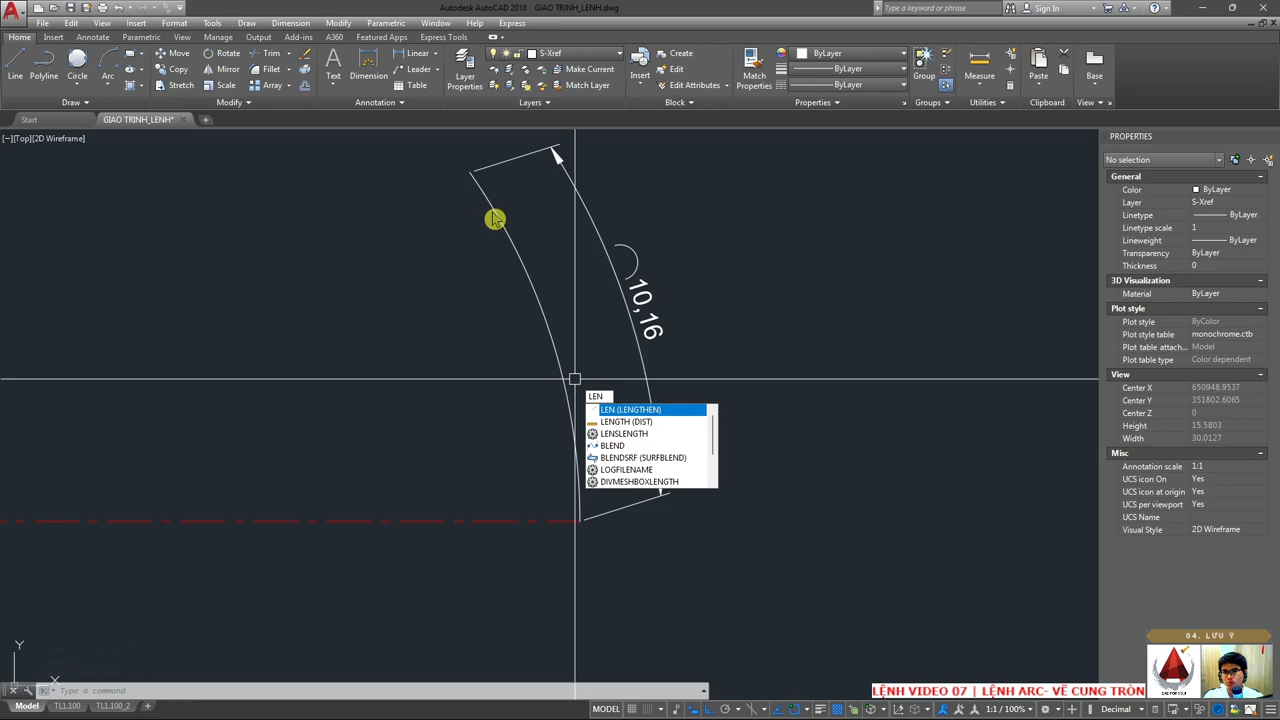 Autodesk AutoCAD 2018 GIAO TRINH_LENH.dwg
Type a keyword or phrase
Sign In
File Edit View Insert Format Tools Draw Dimension Modify Parametric Window Help Express
Home Insert Annotate Parametric View Manage Output Add-ins A360 Featured Apps Express Tools
Line Polyline Circle Arc
Draw
Move Rotate Trim
Copy Mirror Fillet
Stretch Scale Array
Modify
Text Dimension
Linear
Leader
Table
Annotation
Layer
Properties
S-Xref
Make Current
Match Layer
Layers
Insert
Create
Edit
Edit Attributes
Block
Match
Properties
ByLayer
ByLayer
ByLayer
Properties
Group
Groups
Measure
Utilities
Paste
Clipboard
Base
View
Start GIAO TRINH_LENH*
[−][Top][2D Wireframe]
10,16
LEN
LEN (LENGTHEN)
LENGTH (DIST)
LENSLENGTH
BLEND
BLENDSRF (SURFBLEND)
LOGFILENAME
DIVMESHBOXLENGTH
Y
X
PROPERTIES
No selection
General
Color ByLayer
Layer S-Xref
Linetype ByLayer
Linetype scale 1
Lineweight ByLayer
Transparency ByLayer
Thickness 0
3D Visualization
Material ByLayer
Plot style
Plot style ByColor
Plot style table monochrome.ctb
Plot table attach... Model
Plot table type Color dependent
View
Center X 650948.9537
Center Y 351802.6065
Center Z 0
Height 15.5803
Width 30.0127
Misc
Annotation scale 1:1
UCS icon On Yes
UCS icon at origin Yes
UCS per viewport Yes
UCS Name
Visual Style 2D Wireframe
04. LƯU Ý
LỆNH VIDEO 07 | LỆNH ARC- VẼ CUNG TRÒN
Type a command
Model TL1.100 TL1.100_2
MODEL 1:1 / 100% Decimal